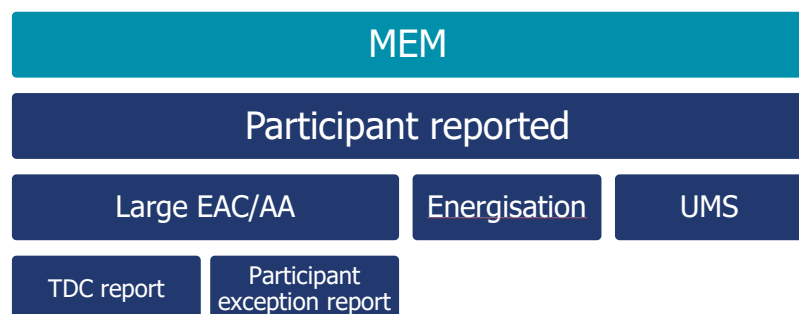 MEM
Participant reported
Large EAC/AA
Energisation
UMS
TDC report
Participant
exception report